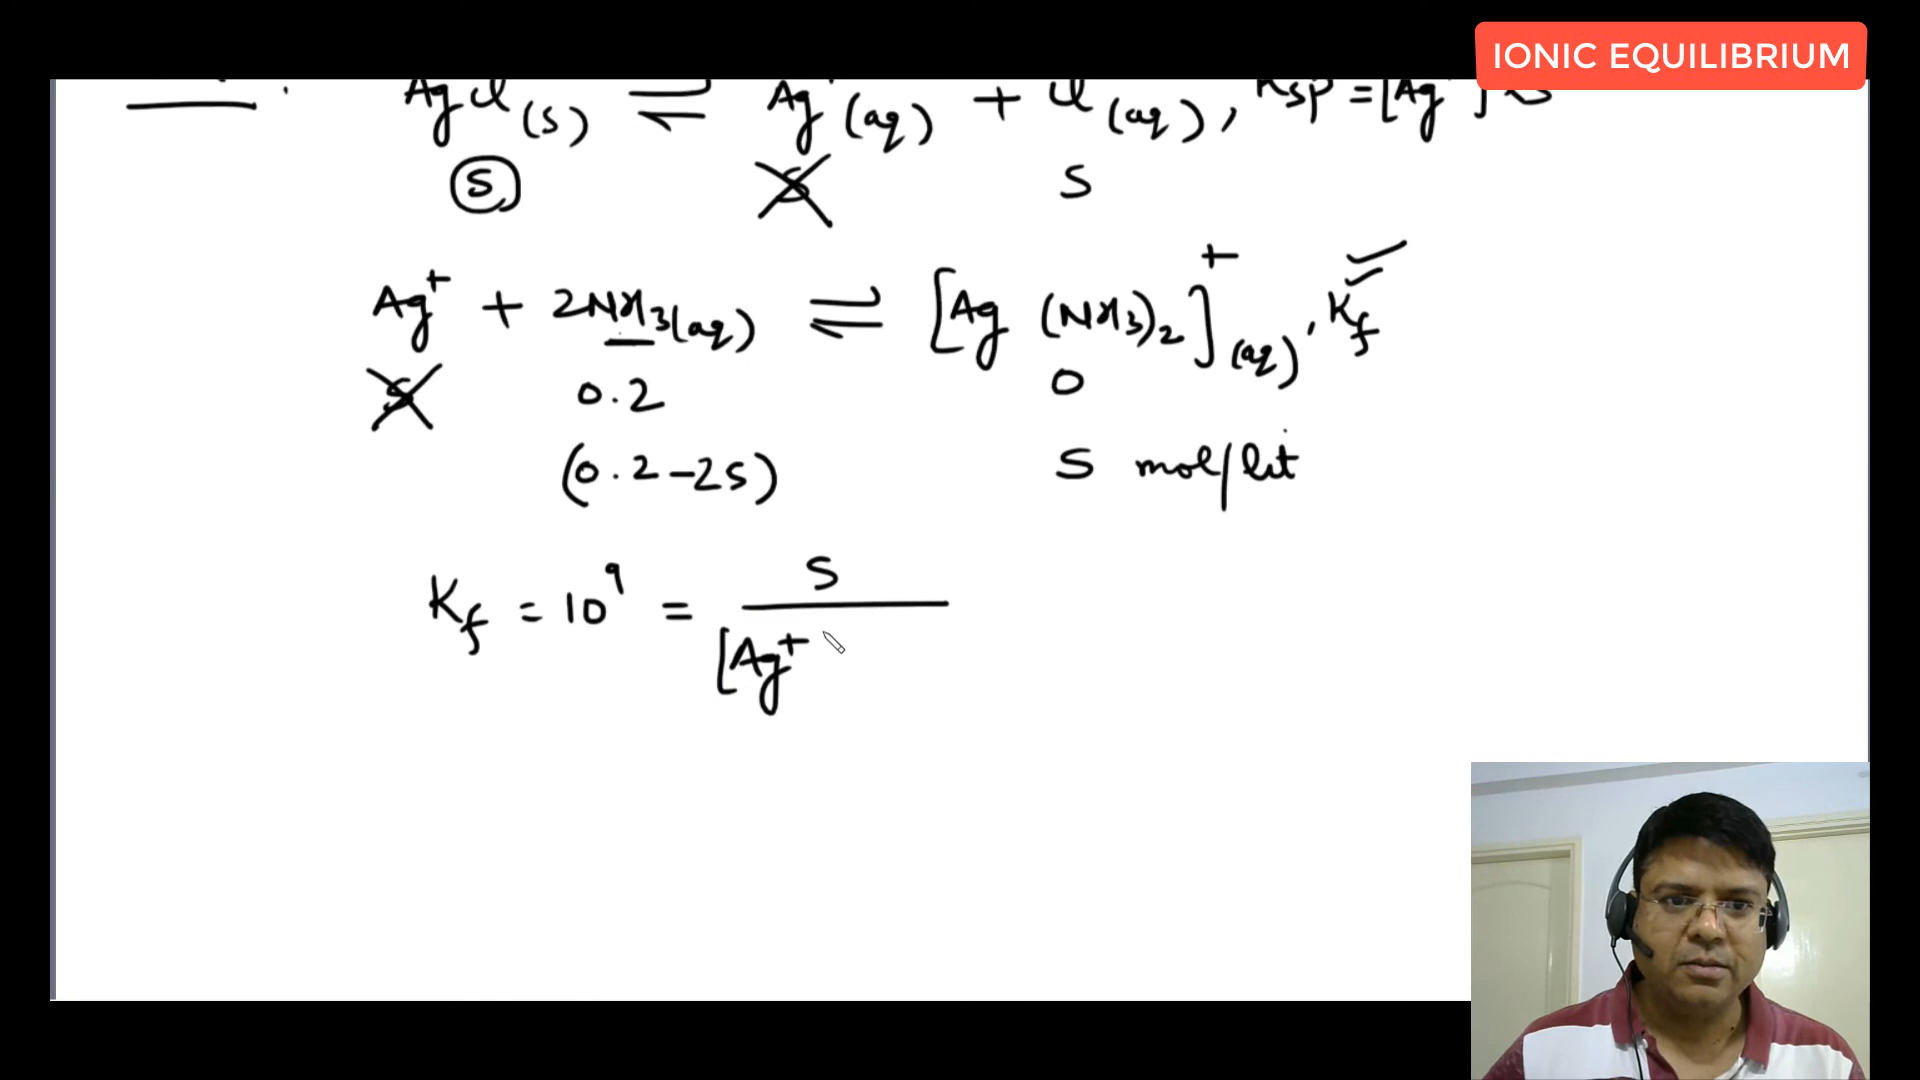 IONIC EQUILIBRIUM
AgCl(s) ⇌ Ag (aq) + Cl (aq), Ksp = [Ag ] S
S S S
Ag⁺ + 2NH₃(aq) ⇌ [Ag (NH₃)₂]⁺(aq), Kf
S 0.2 0
(0.2-2S) S mol/lit
Kf = 10⁹ = S
[Ag⁺